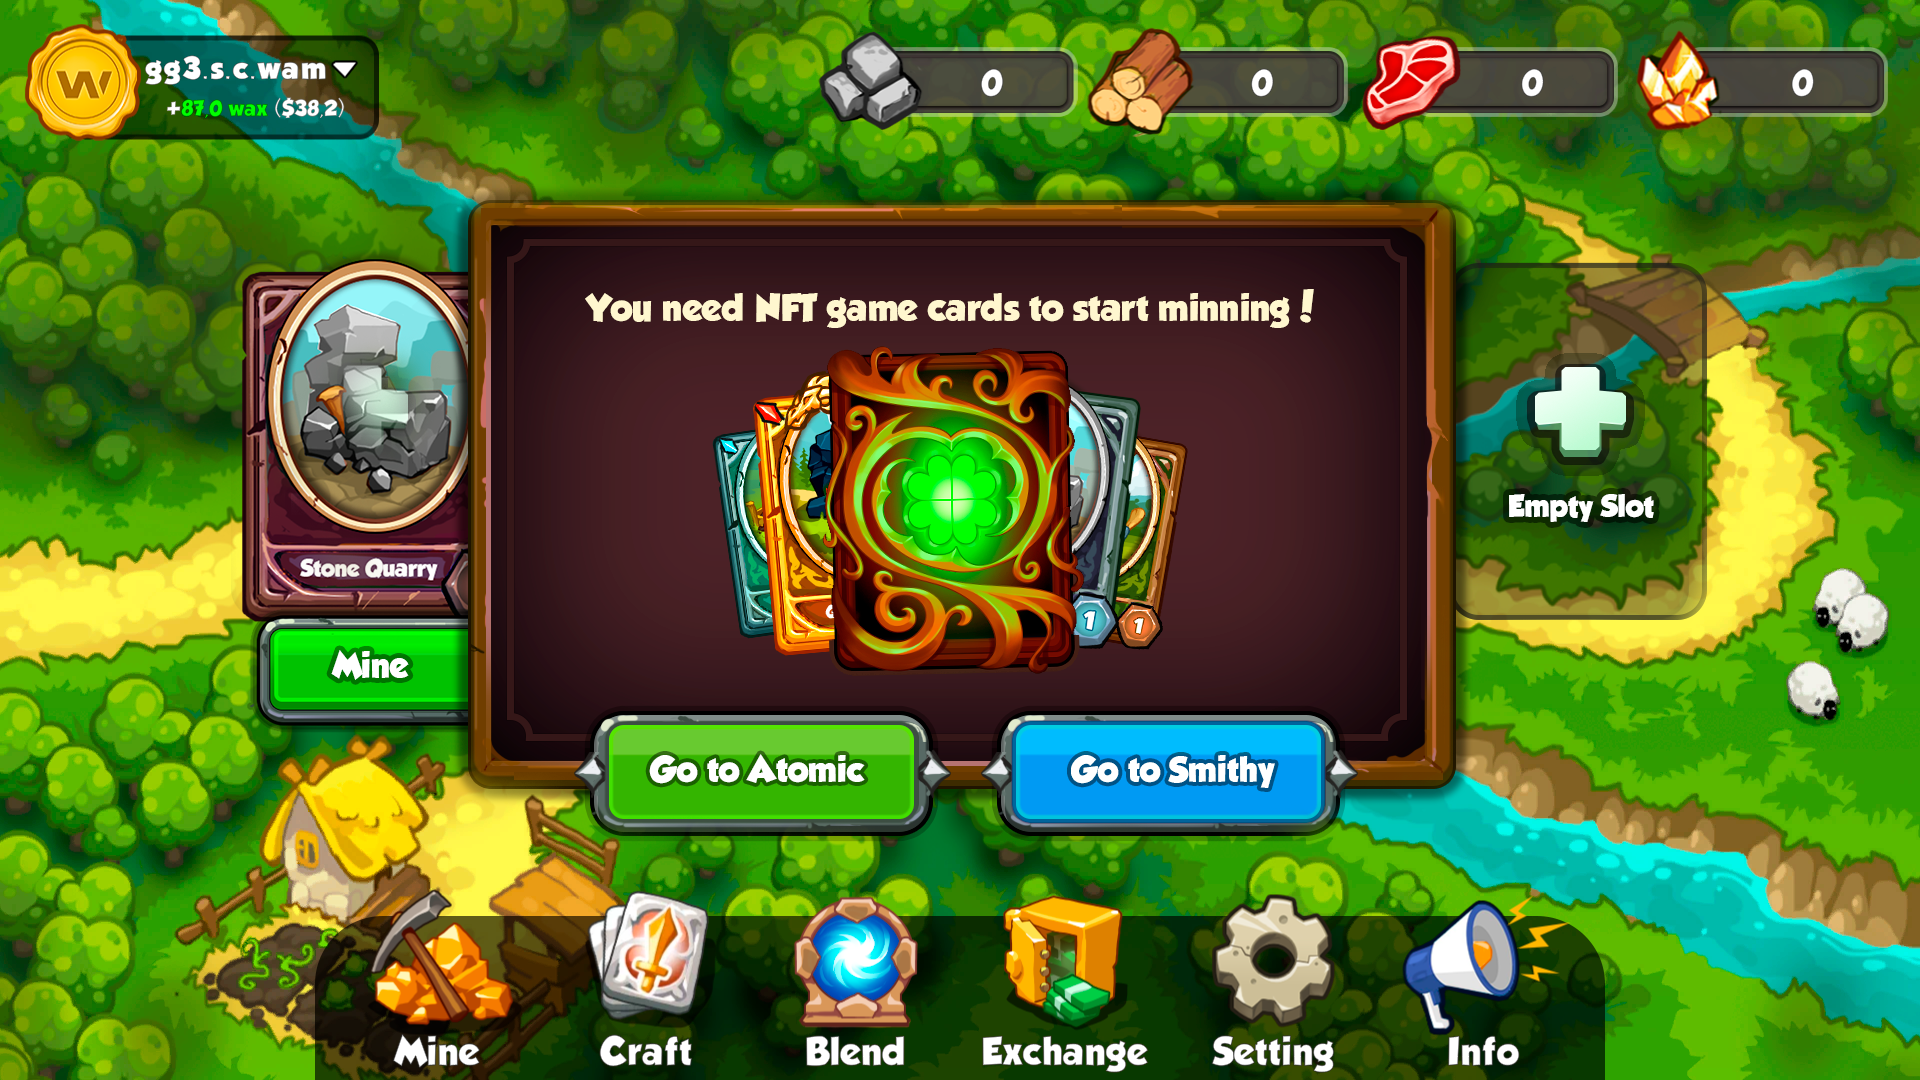 W
gg3.s.c.wam
+87,0 wax ($38,2)
0
0
0
0
You need NFT game cards to start minning!
Stone Quarry
Mine
1
1
Empty Slot
Go to Atomic
Go to Smithy
Mine
Craft
Blend
Exchange
Setting
Info